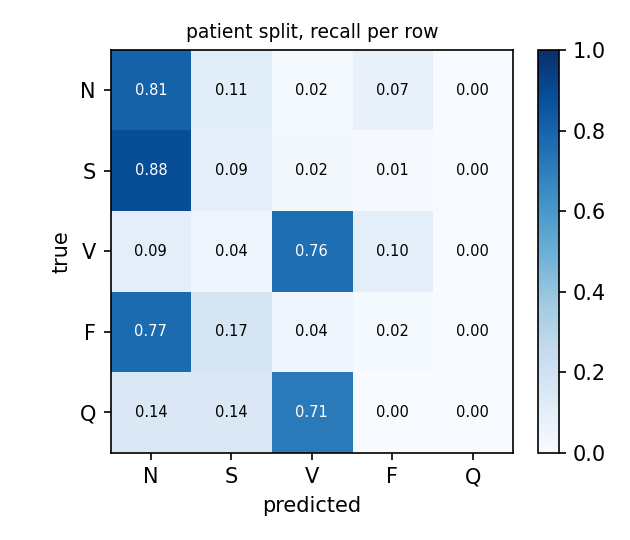 patient split, recall per row
N 0.81 0.11 0.02 0.07 0.00
S 0.88 0.09 0.02 0.01 0.00
V 0.09 0.04 0.76 0.10 0.00
F 0.77 0.17 0.04 0.02 0.00
Q 0.14 0.14 0.71 0.00 0.00
N S V F Q
predicted
true
1.0
0.8
0.6
0.4
0.2
0.0